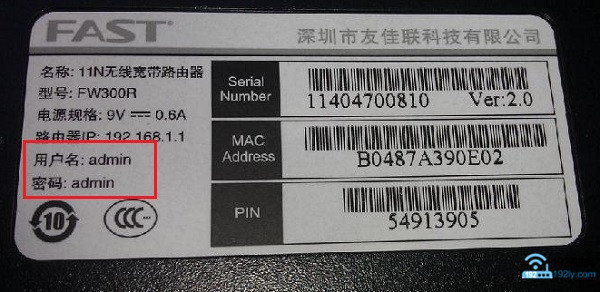 FAST®
深圳市友佳联科技有限公司
名称: 11N无线宽带路由器
型号: FW300R
电源规格: 9V ⎓ 0.6A
路由器IP: 192.168.1.1
用户名: admin
密码: admin
10
CCC
Serial Number
11404700810 Ver:2.0
MAC Address
B0487A390E02
PIN
54913905
192ly.com